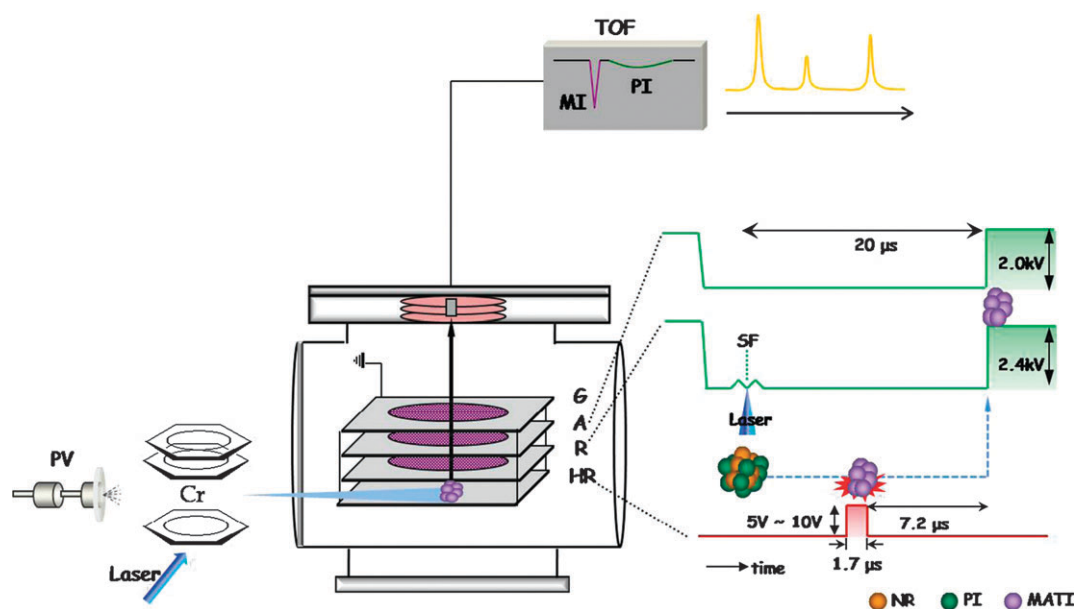 TOF
MI
PI
20 µs
2.0kV
SF
2.4kV
Laser
G
A
R
HR
PV
Cr
Laser
5V ~ 10V
7.2 µs
1.7 µs
time
NR
PI
MATI